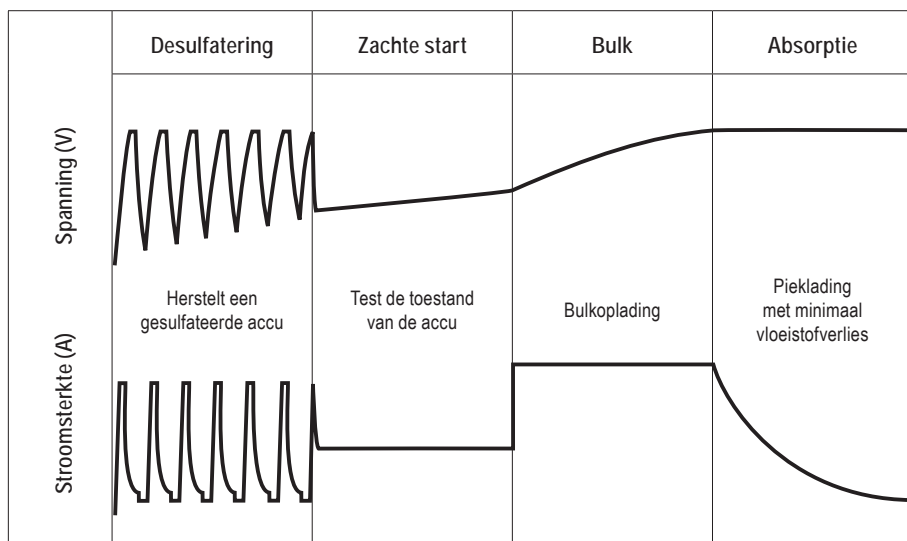 Desulfatering
Zachte start
Bulk
Absorptie
Spanning (V)
Herstelt een
gesulfateerde accu
Test de toestand
van de accu
Bulkoplading
Pieklading
met minimaal
vloeistofverlies
Stroomsterkte (A)